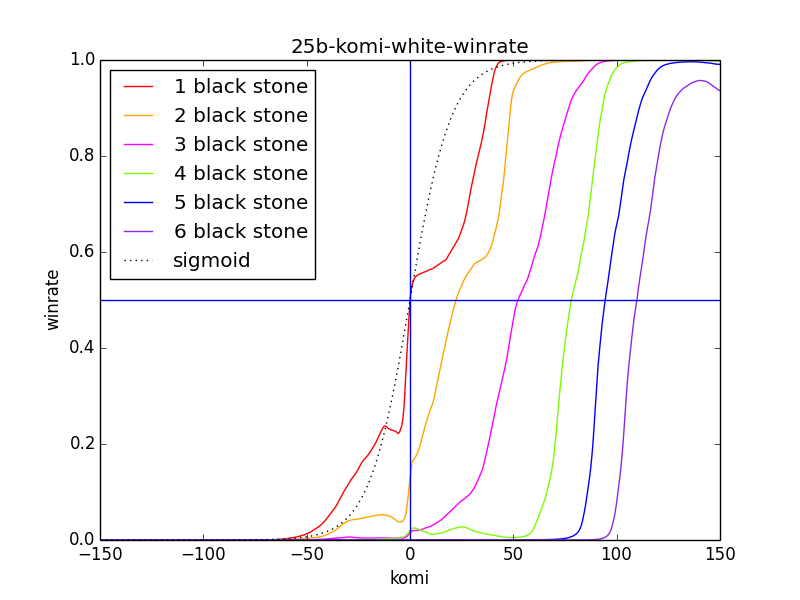 25b-komi-white-winrate
1.0
0.8
0.6
0.4
0.2
0.0
winrate
1 black stone
2 black stone
3 black stone
4 black stone
5 black stone
6 black stone
sigmoid
−150
−100
−50
0
50
100
150
komi